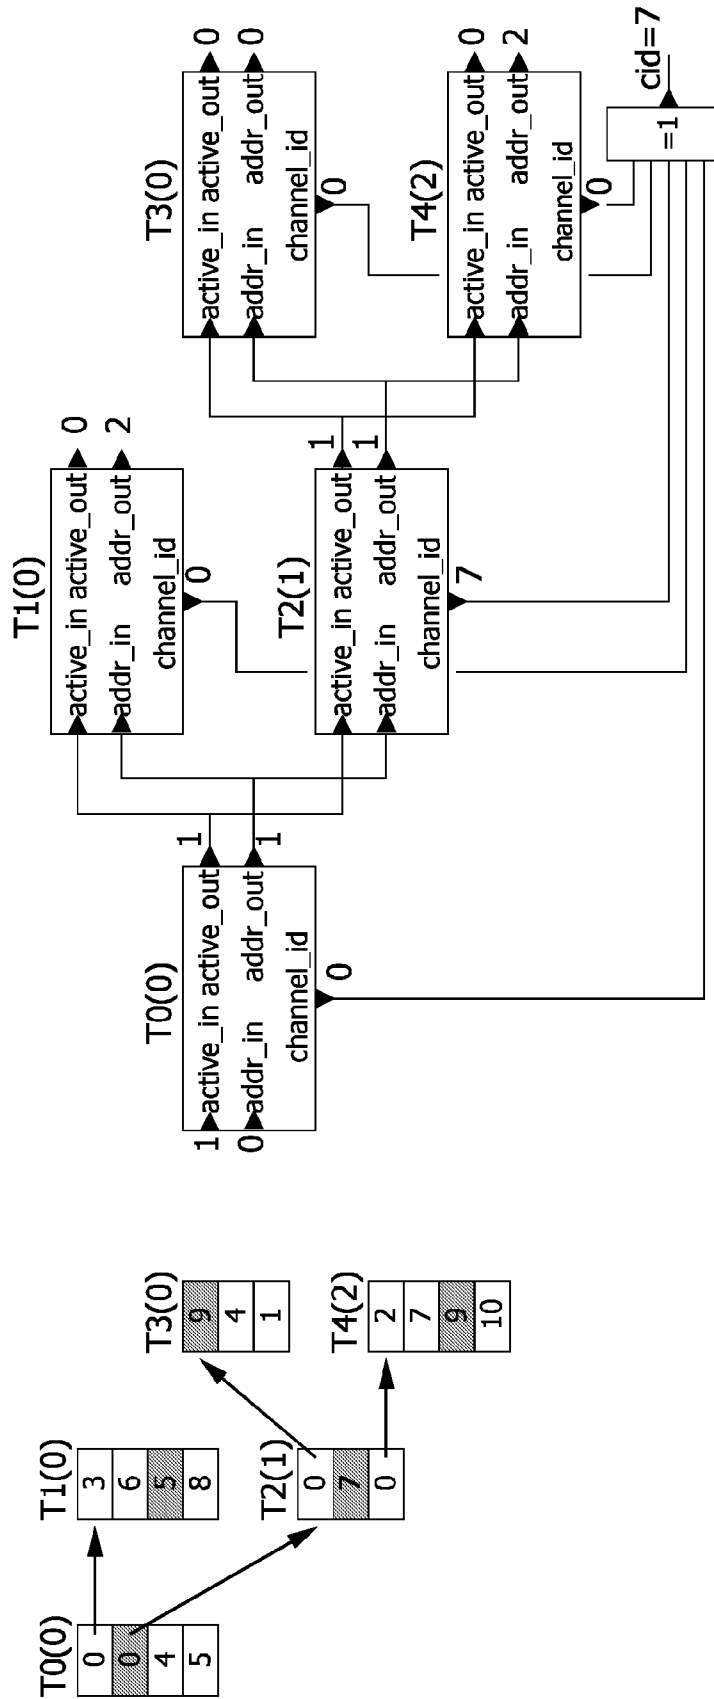 T0(0)
0
0
4
5
T1(0)
3
6
5
8
T2(1)
0
7
0
T3(0)
9
4
1
T4(2)
2
7
9
10
T0(0)
1
active_in active_out
1
0
addr_in addr_out
1
channel_id
0
T1(0)
active_in active_out
0
addr_in addr_out
2
channel_id
0
T2(1)
active_in active_out
1
addr_in addr_out
1
channel_id
7
T3(0)
active_in active_out
0
addr_in addr_out
0
channel_id
0
T4(2)
active_in active_out
0
addr_in addr_out
2
channel_id
0
=1
cid=7